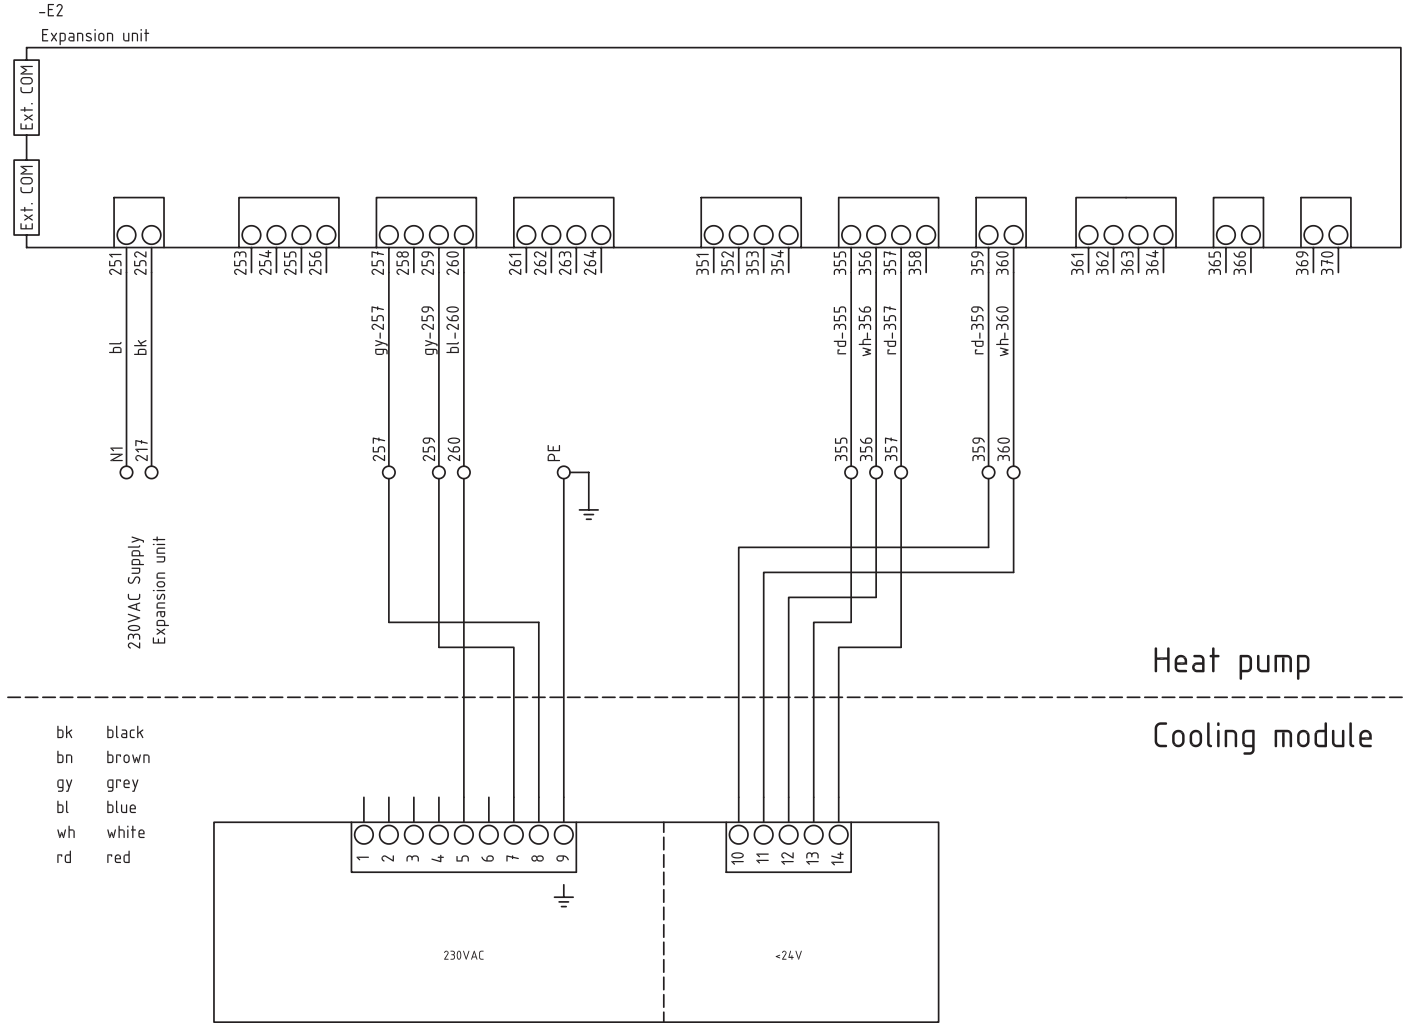 -E2
Expansion unit
Ext. COM
Ext. COM
251 252 253 254 255 256 257 258 259 260 261 262 263 264 351 352 353 354 355 356 357 358 359 360 361 362 363 364 365 366 369 370
bl bk gy-257 gy-259 bl-260 rd-355 wh-356 rd-357 rd-359 wh-360
N1 217 257 259 260 PE 355 356 357 359 360
230VAC Supply
Expansion unit
Heat pump
Cooling module
bk black
bn brown
gy grey
bl blue
wh white
rd red
1 2 3 4 5 6 7 8 9 10 11 12 13 14
230VAC <24V